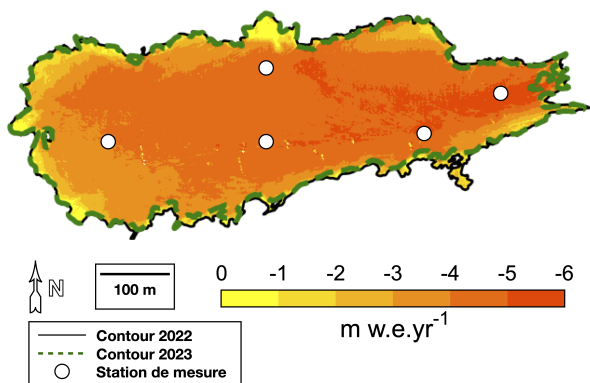 0 -1 -2 -3 -4 -5 -6
N
100 m
m w.e.yr-1
Contour 2022
Contour 2023
Station de mesure